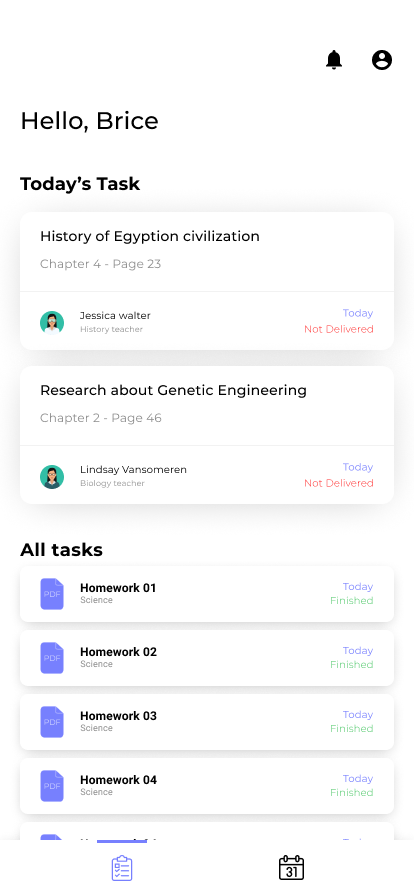 Hello, Brice
Today’s Task
History of Egyption civilization
Chapter 4 - Page 23
Jessica walter
History teacher
Today
Not Delivered
Research about Genetic Engineering
Chapter 2 - Page 46
Lindsay Vansomeren
Biology teacher
Today
Not Delivered
All tasks
PDF
Homework 01
Science
Today
Finished
PDF
Homework 02
Science
Today
Finished
PDF
Homework 03
Science
Today
Finished
PDF
Homework 04
Science
Today
Finished
31